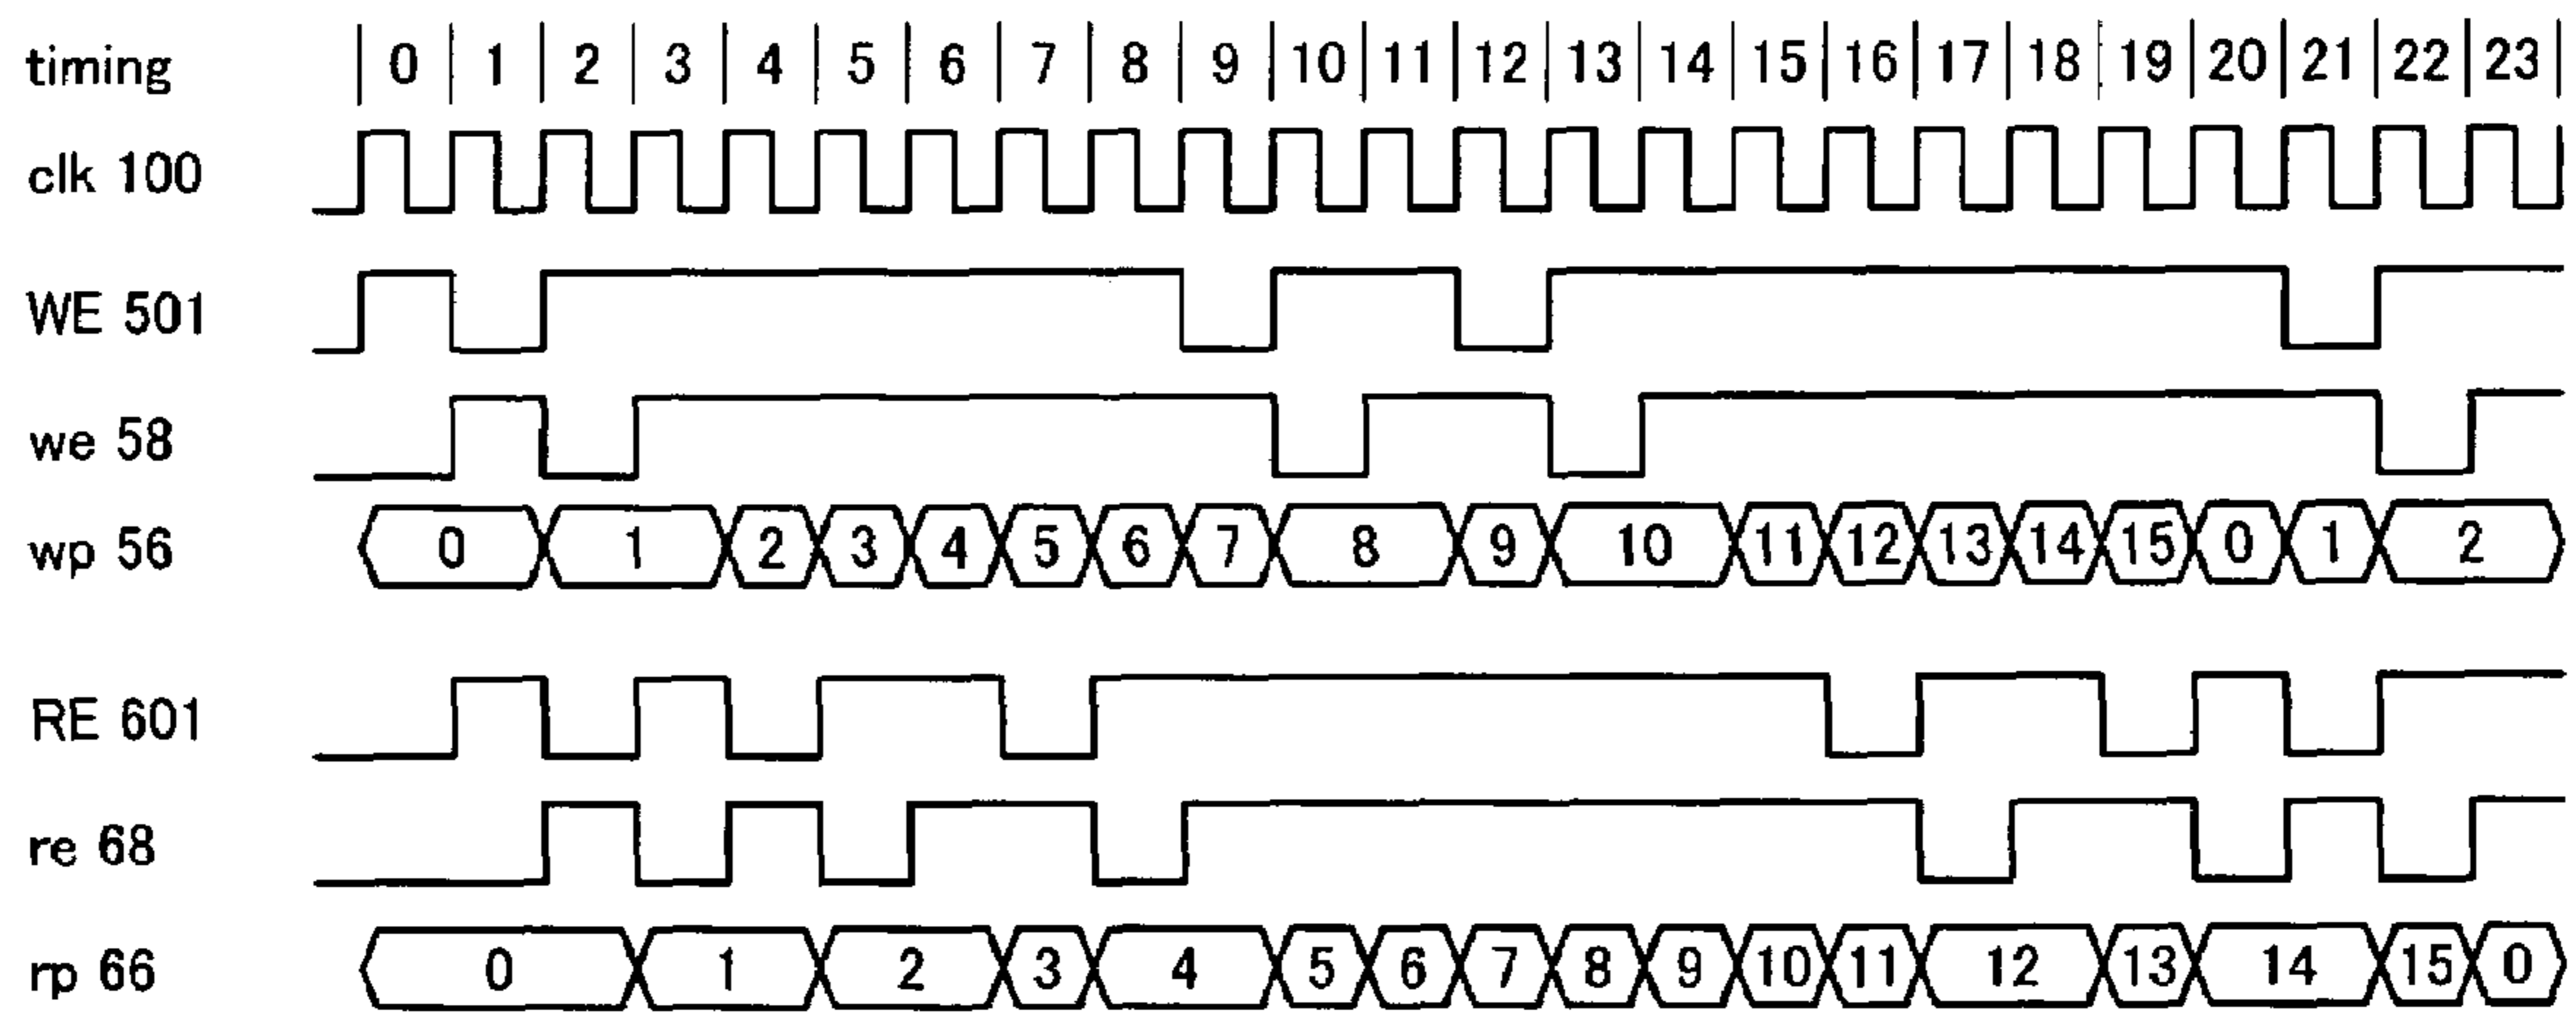 timing 0 1 2 3 4 5 6 7 8 9 10 11 12 13 14 15 16 17 18 19 20 21 22 23
clk 100
WE 501
we 58
wp 56 0 1 2 3 4 5 6 7 8 9 10 11 12 13 14 15 0 1 2
RE 601
re 68
rp 66 0 1 2 3 4 5 6 7 8 9 10 11 12 13 14 15 0